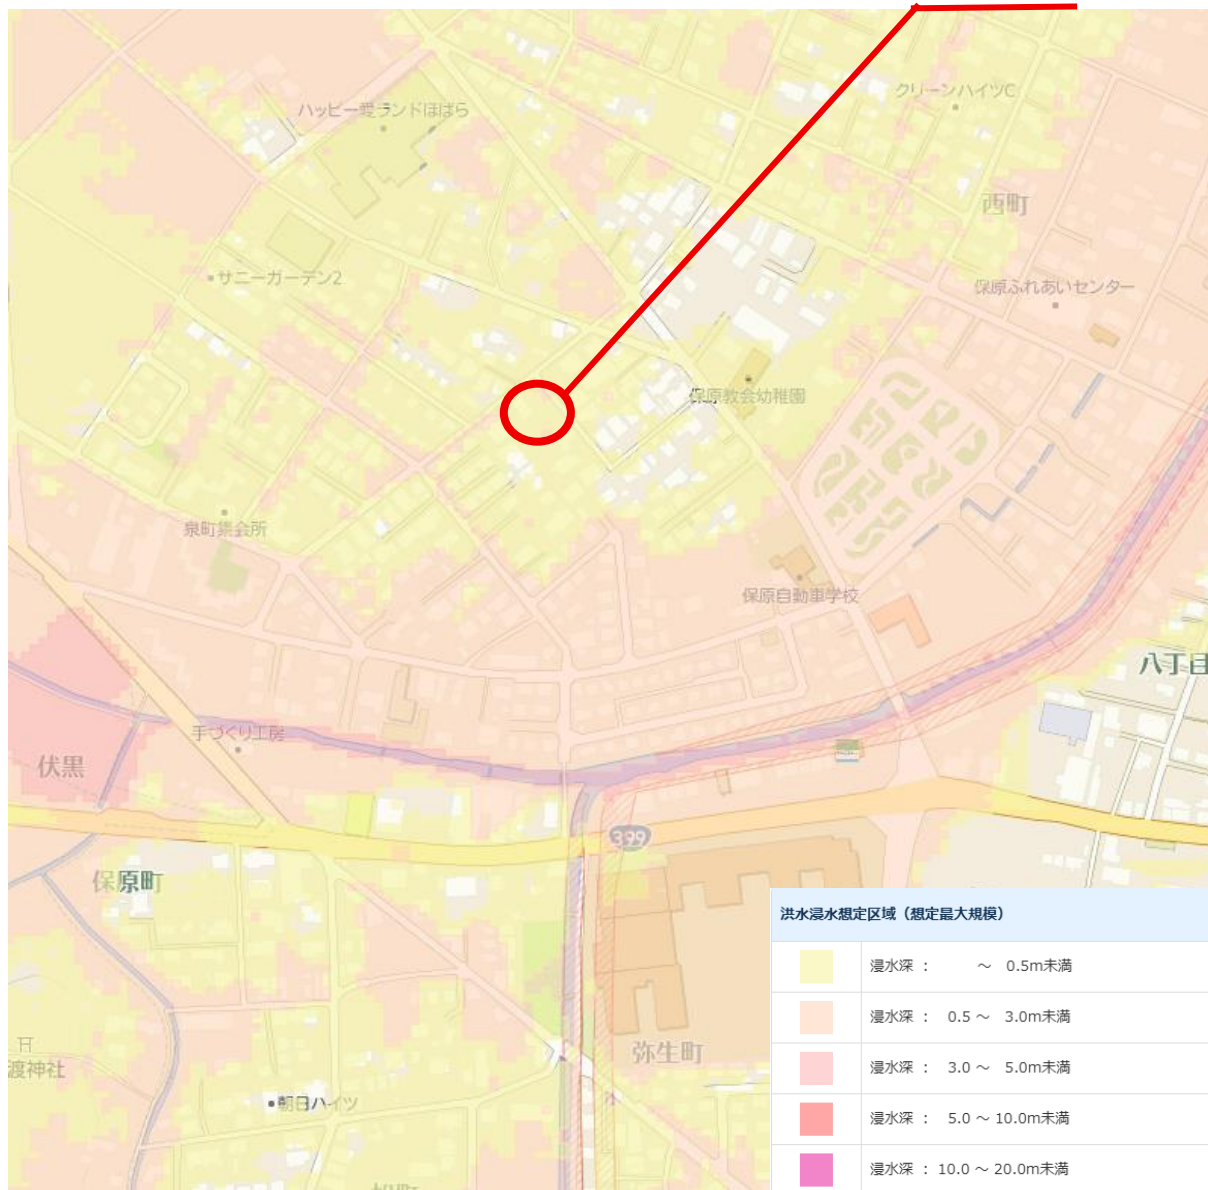 ハッピー愛ランドほばら
クリーンハイツC
西町
サニーガーデン2
保原ふれあいセンター
保原教会幼稚園
泉町集会所
保原自動車学校
八丁目
手づくり工房
伏黒
399
保原町
洪水浸水想定区域（想定最大規模）
浸水深 ： ～ 0.5m未満
浸水深 ： 0.5 ～ 3.0m未満
弥生町
渡神社
浸水深 ： 3.0 ～ 5.0m未満
朝日ハイツ
浸水深 ： 5.0 ～ 10.0m未満
浸水深 ： 10.0 ～ 20.0m未満